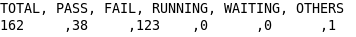 TOTAL, PASS, FAIL, RUNNING, WAITING, OTHERS
162     ,38     ,123    ,0      ,0      ,1